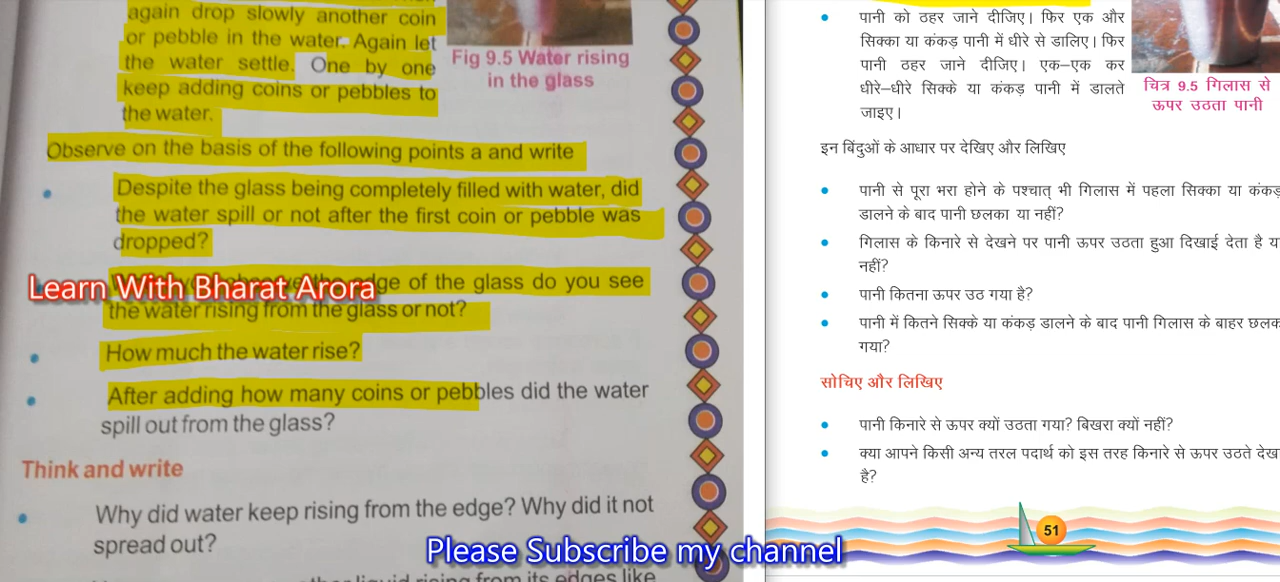 again drop slowly another coin
or pebble in the water. Again let
the water settle. One by one
keep adding coins or pebbles to
the water.
Fig 9.5 Water rising
in the glass
Observe on the basis of the following points a and write
Despite the glass being completely filled with water, did
the water spill or not after the first coin or pebble was
dropped?
edge of the glass do you see
the water rising from the glass or not?
Learn With Bharat Arora
How much the water rise?
After adding how many coins or pebbles did the water
spill out from the glass?
Think and write
Why did water keep rising from the edge? Why did it not
spread out?
liquid rising from its edges like
Please Subscribe my channel
पानी को ठहर जाने दीजिए। फिर एक और
सिक्का या कंकड़ पानी में धीरे से डालिए। फिर
पानी ठहर जाने दीजिए। एक–एक कर
धीरे–धीरे सिक्के या कंकड़ पानी में डालते
जाइए।
चित्र 9.5 गिलास से
ऊपर उठता पानी
इन बिंदुओं के आधार पर देखिए और लिखिए
पानी से पूरा भरा होने के पश्चात् भी गिलास में पहला सिक्का या कंकड़
डालने के बाद पानी छलका या नहीं?
गिलास के किनारे से देखने पर पानी ऊपर उठता हुआ दिखाई देता है
नहीं?
पानी कितना ऊपर उठ गया है?
पानी में कितने सिक्के या कंकड़ डालने के बाद पानी गिलास के बाहर छलक
गया?
सोचिए और लिखिए
पानी किनारे से ऊपर क्यों उठता गया? बिखरा क्यों नहीं?
क्या आपने किसी अन्य तरल पदार्थ को इस तरह किनारे से ऊपर उठते देखा
है?
51